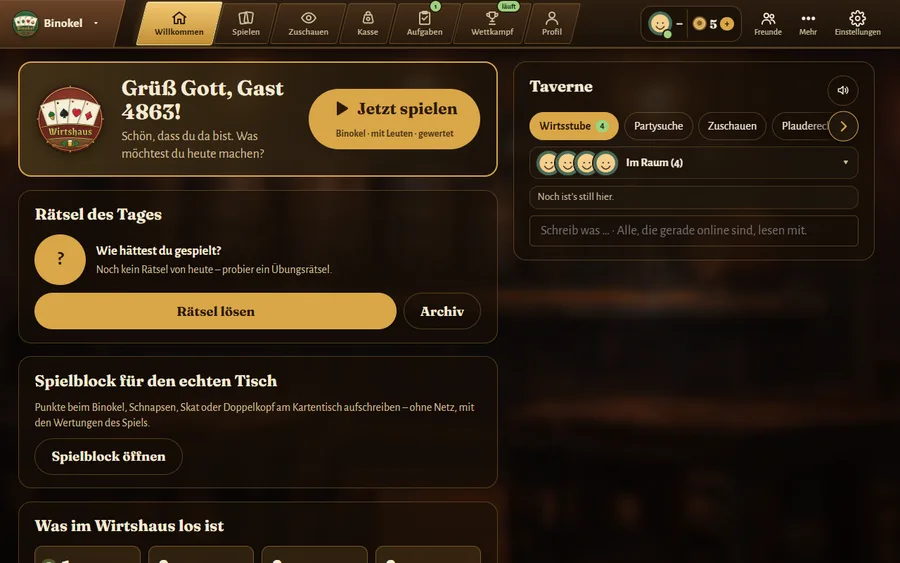 Binokel
Willkommen
Spielen
Zuschauen
Kasse
1
Aufgaben
läuft
Wettkampf
Profil
–
5
+
Freunde
Mehr
Einstellungen
Wirtshaus
Grüß Gott, Gast
4863!
Schön, dass du da bist. Was
möchtest du heute machen?
Jetzt spielen
Binokel · mit Leuten · gewertet
Rätsel des Tages
?
Wie hättest du gespielt?
Noch kein Rätsel von heute – probier ein Übungsrätsel.
Rätsel lösen
Archiv
Spielblock für den echten Tisch
Punkte beim Binokel, Schnapsen, Skat oder Doppelkopf am Kartentisch aufschreiben – ohne Netz, mit
den Wertungen des Spiels.
Spielblock öffnen
Was im Wirtshaus los ist
Taverne
Wirtsstube 4
Partysuche
Zuschauen
Plauderec
Im Raum (4)
Noch ist's still hier.
Schreib was … · Alle, die gerade online sind, lesen mit.